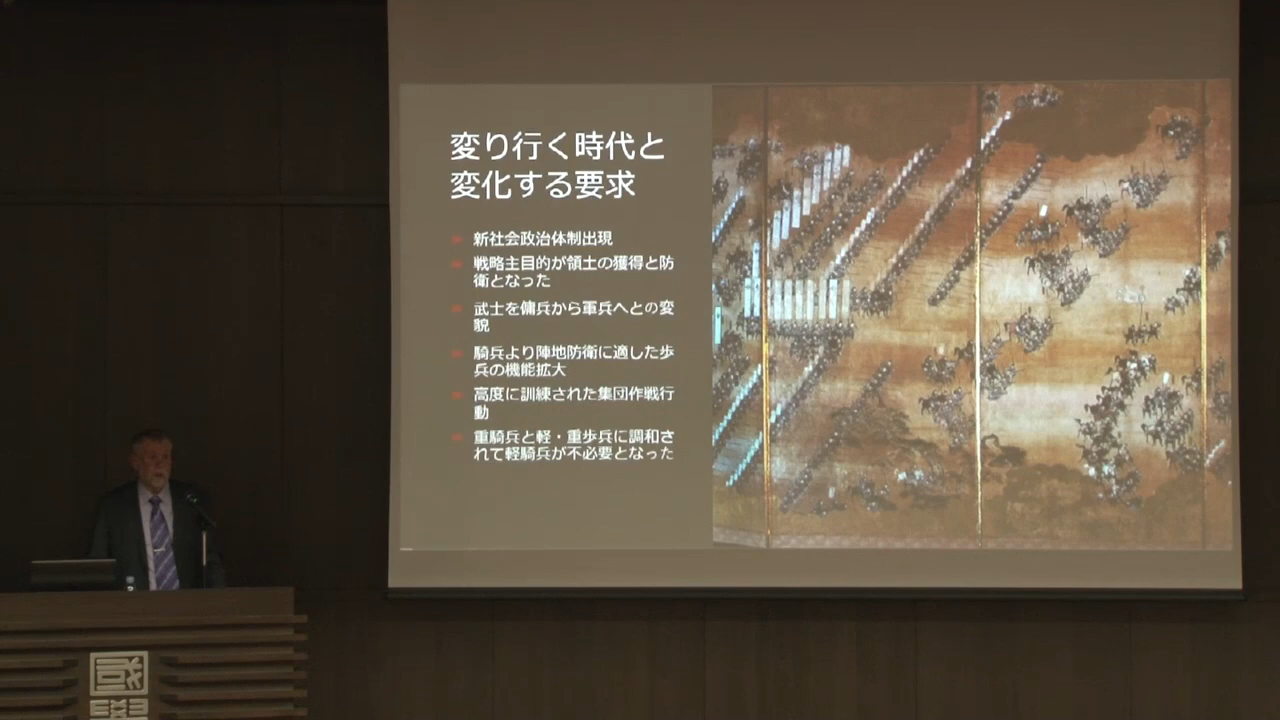 変り行く時代と
変化する要求
新社会政治体制出現
戦略主目的が領土の獲得と防
衛となった
武士を傭兵から軍兵へとの変
貌
騎兵より陣地防衛に適した歩
兵の機能拡大
高度に訓練された集団作戦行
動
重騎兵と軽・重歩兵に調和さ
れて軽騎兵が不必要となった
國